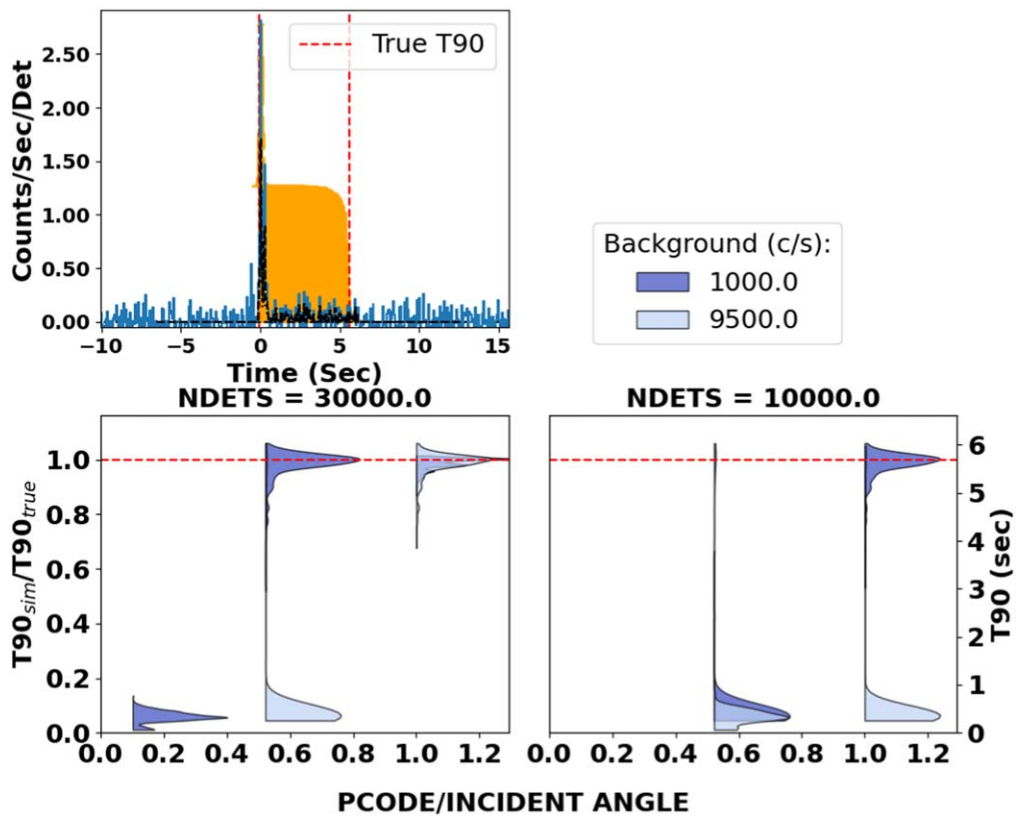 True T90
Counts/Sec/Det
2.50
2.00
1.50
1.00
0.50
0.00
−10 −5 0 5 10 15
Time (Sec)
Background (c/s):
1000.0
9500.0
NDETS = 30000.0
NDETS = 10000.0
T90sim/T90true
1.0
0.8
0.6
0.4
0.2
0.0
0.0 0.2 0.4 0.6 0.8 1.0 1.2
0.0 0.2 0.4 0.6 0.8 1.0 1.2
6
5
4
3
2
1
0
T90 (sec)
PCODE/INCIDENT ANGLE